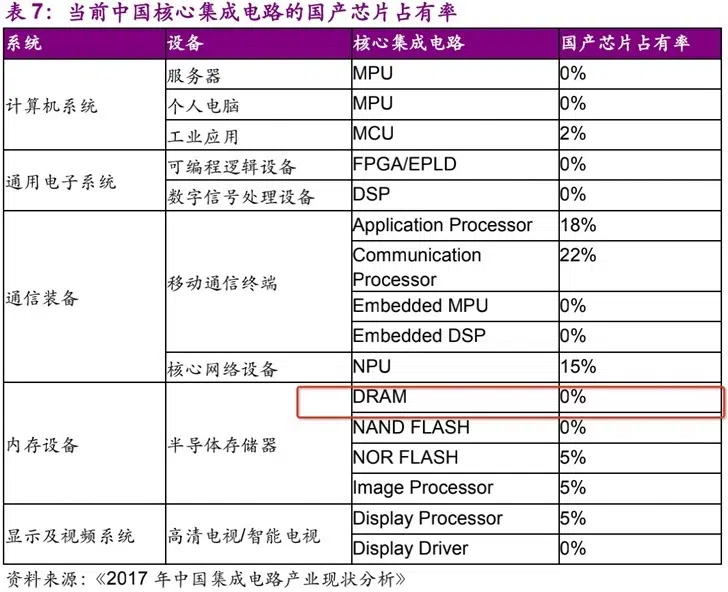 表 7：当前中国核心集成电路的国产芯片占有率
系统 设备 核心集成电路 国产芯片占有率
计算机系统 服务器 MPU 0%
个人电脑 MPU 0%
工业应用 MCU 2%
通用电子系统 可编程逻辑设备 FPGA/EPLD 0%
数字信号处理设备 DSP 0%
通信装备 移动通信终端 Application Processor 18%
Communication Processor 22%
Embedded MPU 0%
Embedded DSP 0%
核心网络设备 NPU 15%
内存设备 半导体存储器 DRAM 0%
NAND FLASH 0%
NOR FLASH 5%
Image Processor 5%
显示及视频系统 高清电视/智能电视 Display Processor 5%
Display Driver 0%
资料来源：《2017 年中国集成电路产业现状分析》